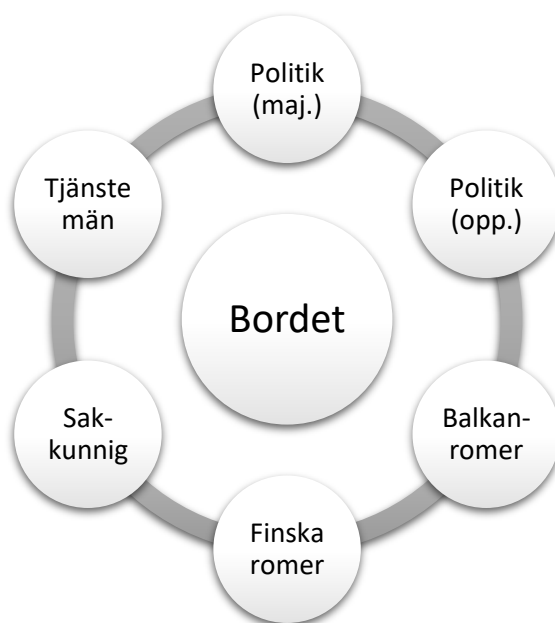 Politik
(maj.)
Politik
(opp.)
Balkan-
romer
Finska
romer
Sak-
kunnig
Tjänste
män
Bordet